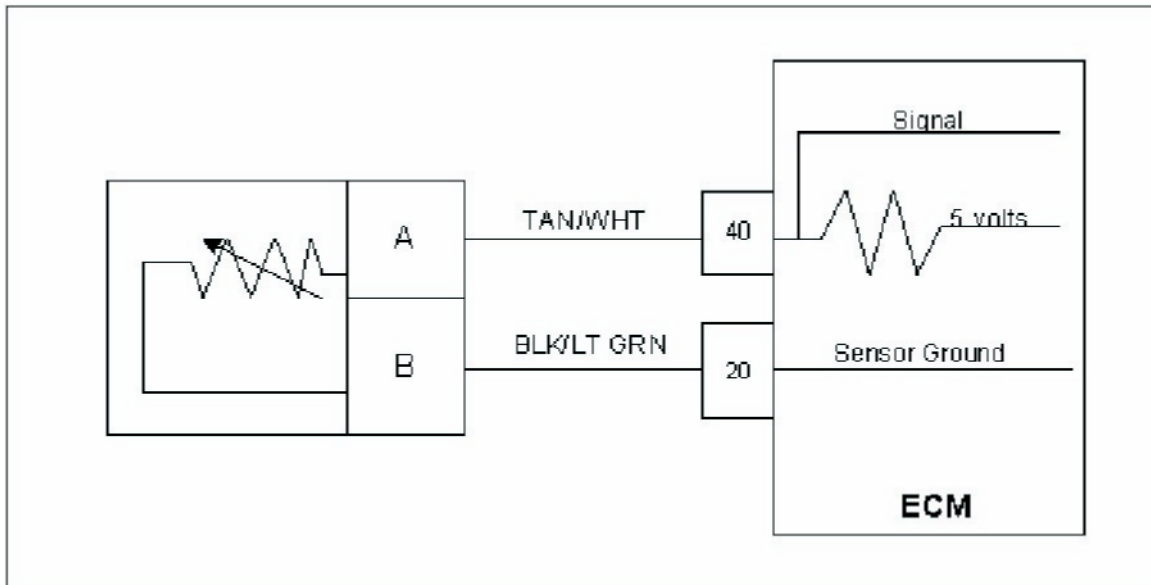 Signal
A
TAN/WHT
40
5 volts
B
BLK/LT GRN
20
Sensor Ground
ECM